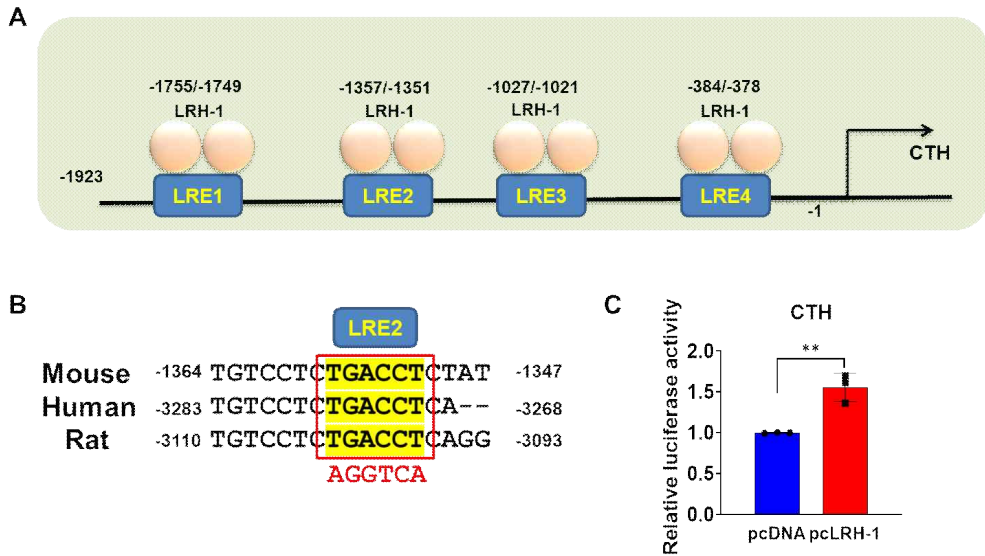 A
-1755/-1749 -1357/-1351 -1027/-1021 -384/-378
LRH-1 LRH-1 LRH-1 LRH-1
CTH
-1923
LRE1 LRE2 LRE3 LRE4
-1
B
LRE2
Mouse -1364 TGTCCTCTGACCTCTAT -1347
Human -3283 TGTCCTCTGACCTCA-- -3268
Rat -3110 TGTCCTCTGACCTCAGG -3093
AGGTCA
C
CTH
Relative luciferase activity
**
2.0
1.5
1.0
0.5
0.0
pcDNA pcLRH-1